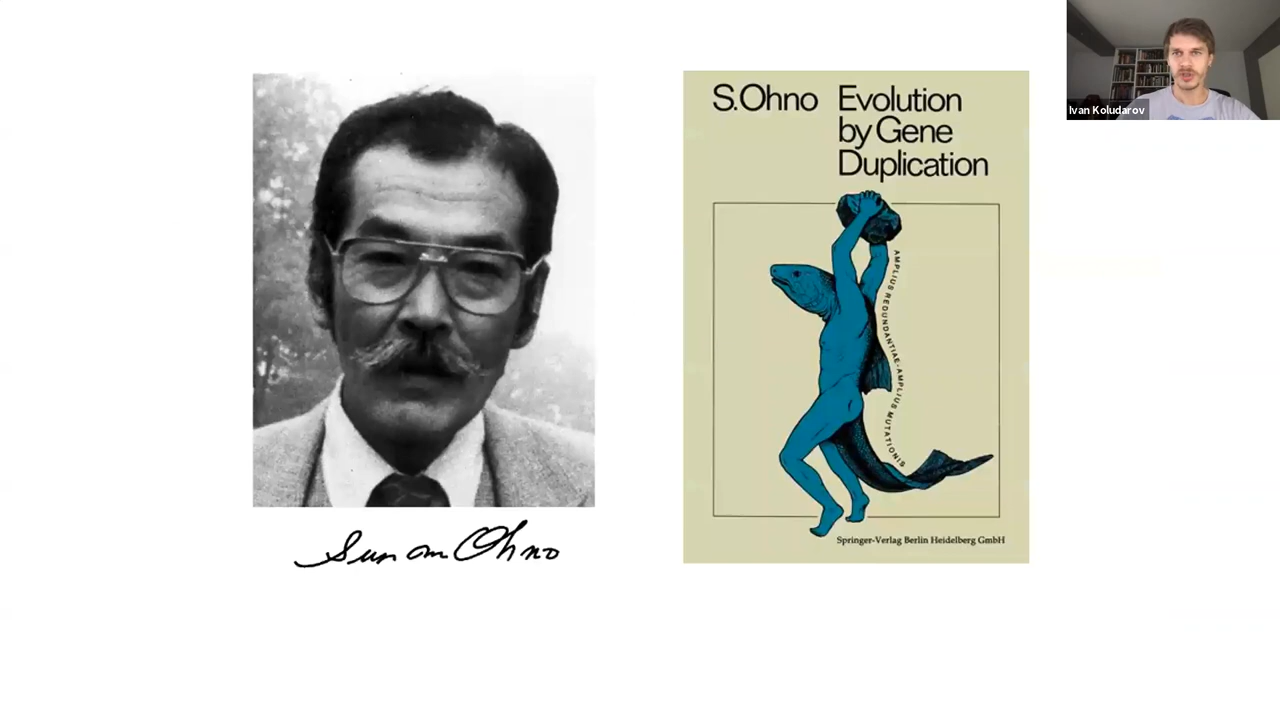 Ivan Koludarov
S. Ohno
Evolution
by Gene
Duplication
AMPLIUS REDUNDANTIAE-AMPLIUS MUTATIONIS
Springer-Verlag Berlin Heidelberg GmbH
Susumu Ohno